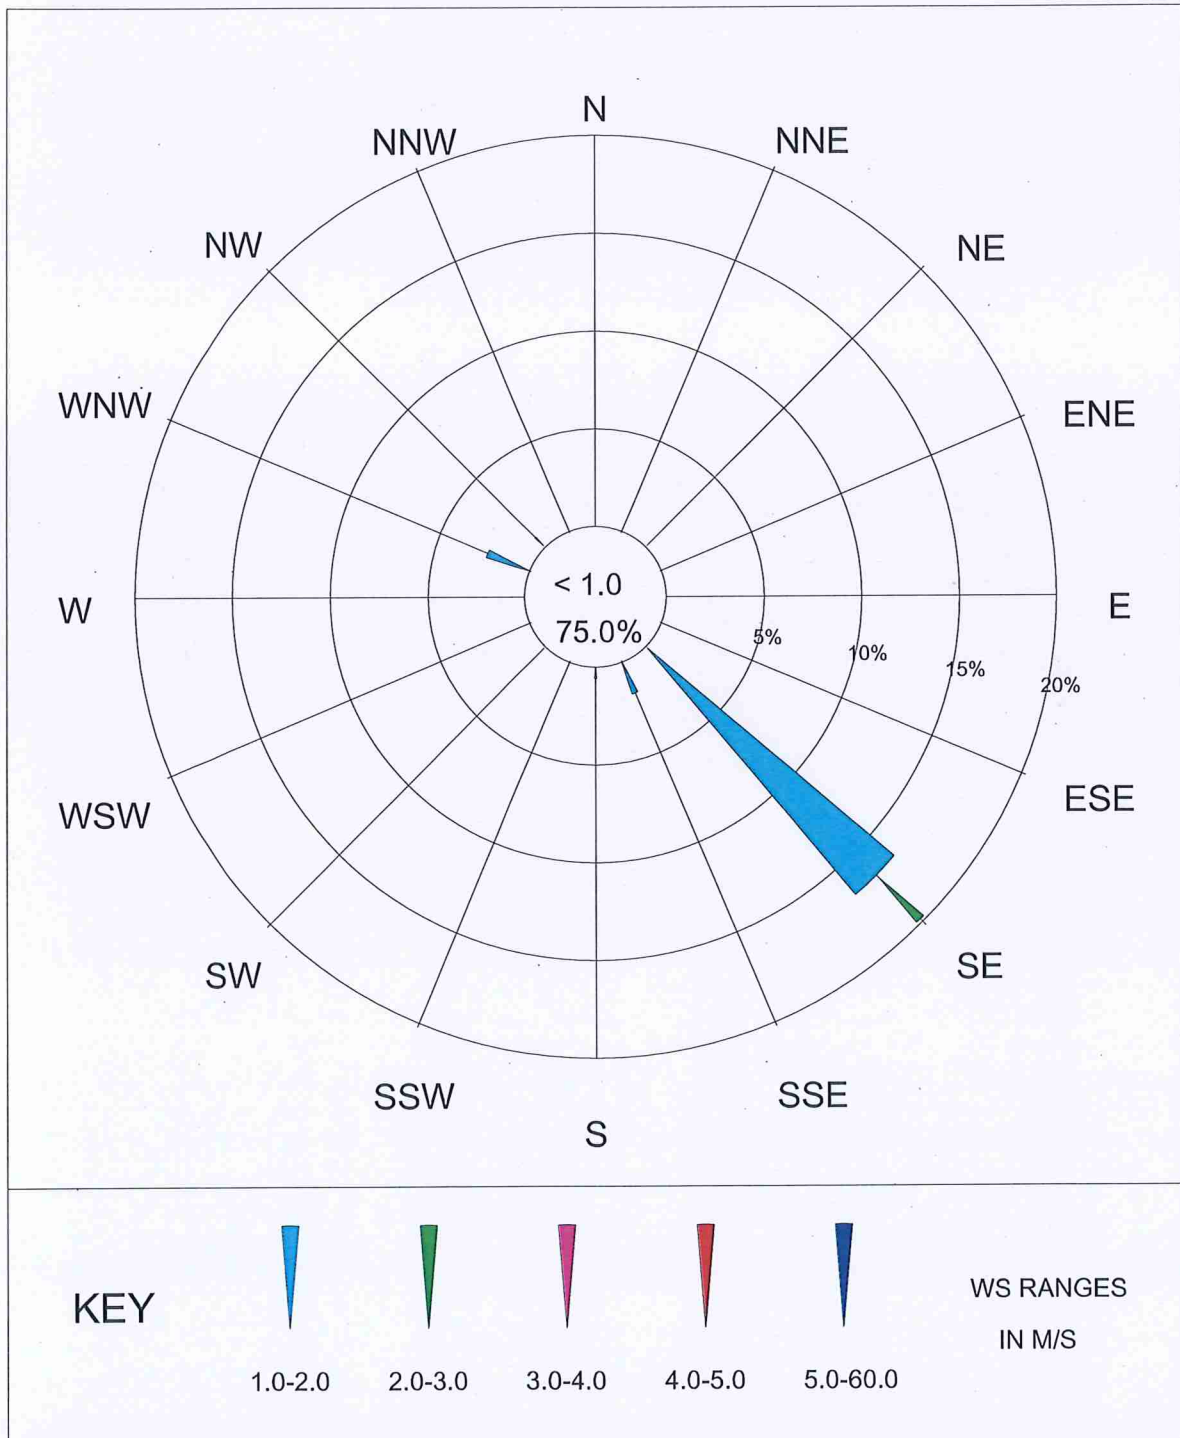 N
NNW
NNE
NW
NE
WNW
ENE
< 1.0
W
E
75.0%
5%
10%
15%
20%
WSW
ESE
SW
SE
SSW
SSE
S
KEY
WS RANGES
IN M/S
1.0-2.0
2.0-3.0
3.0-4.0
4.0-5.0
5.0-60.0